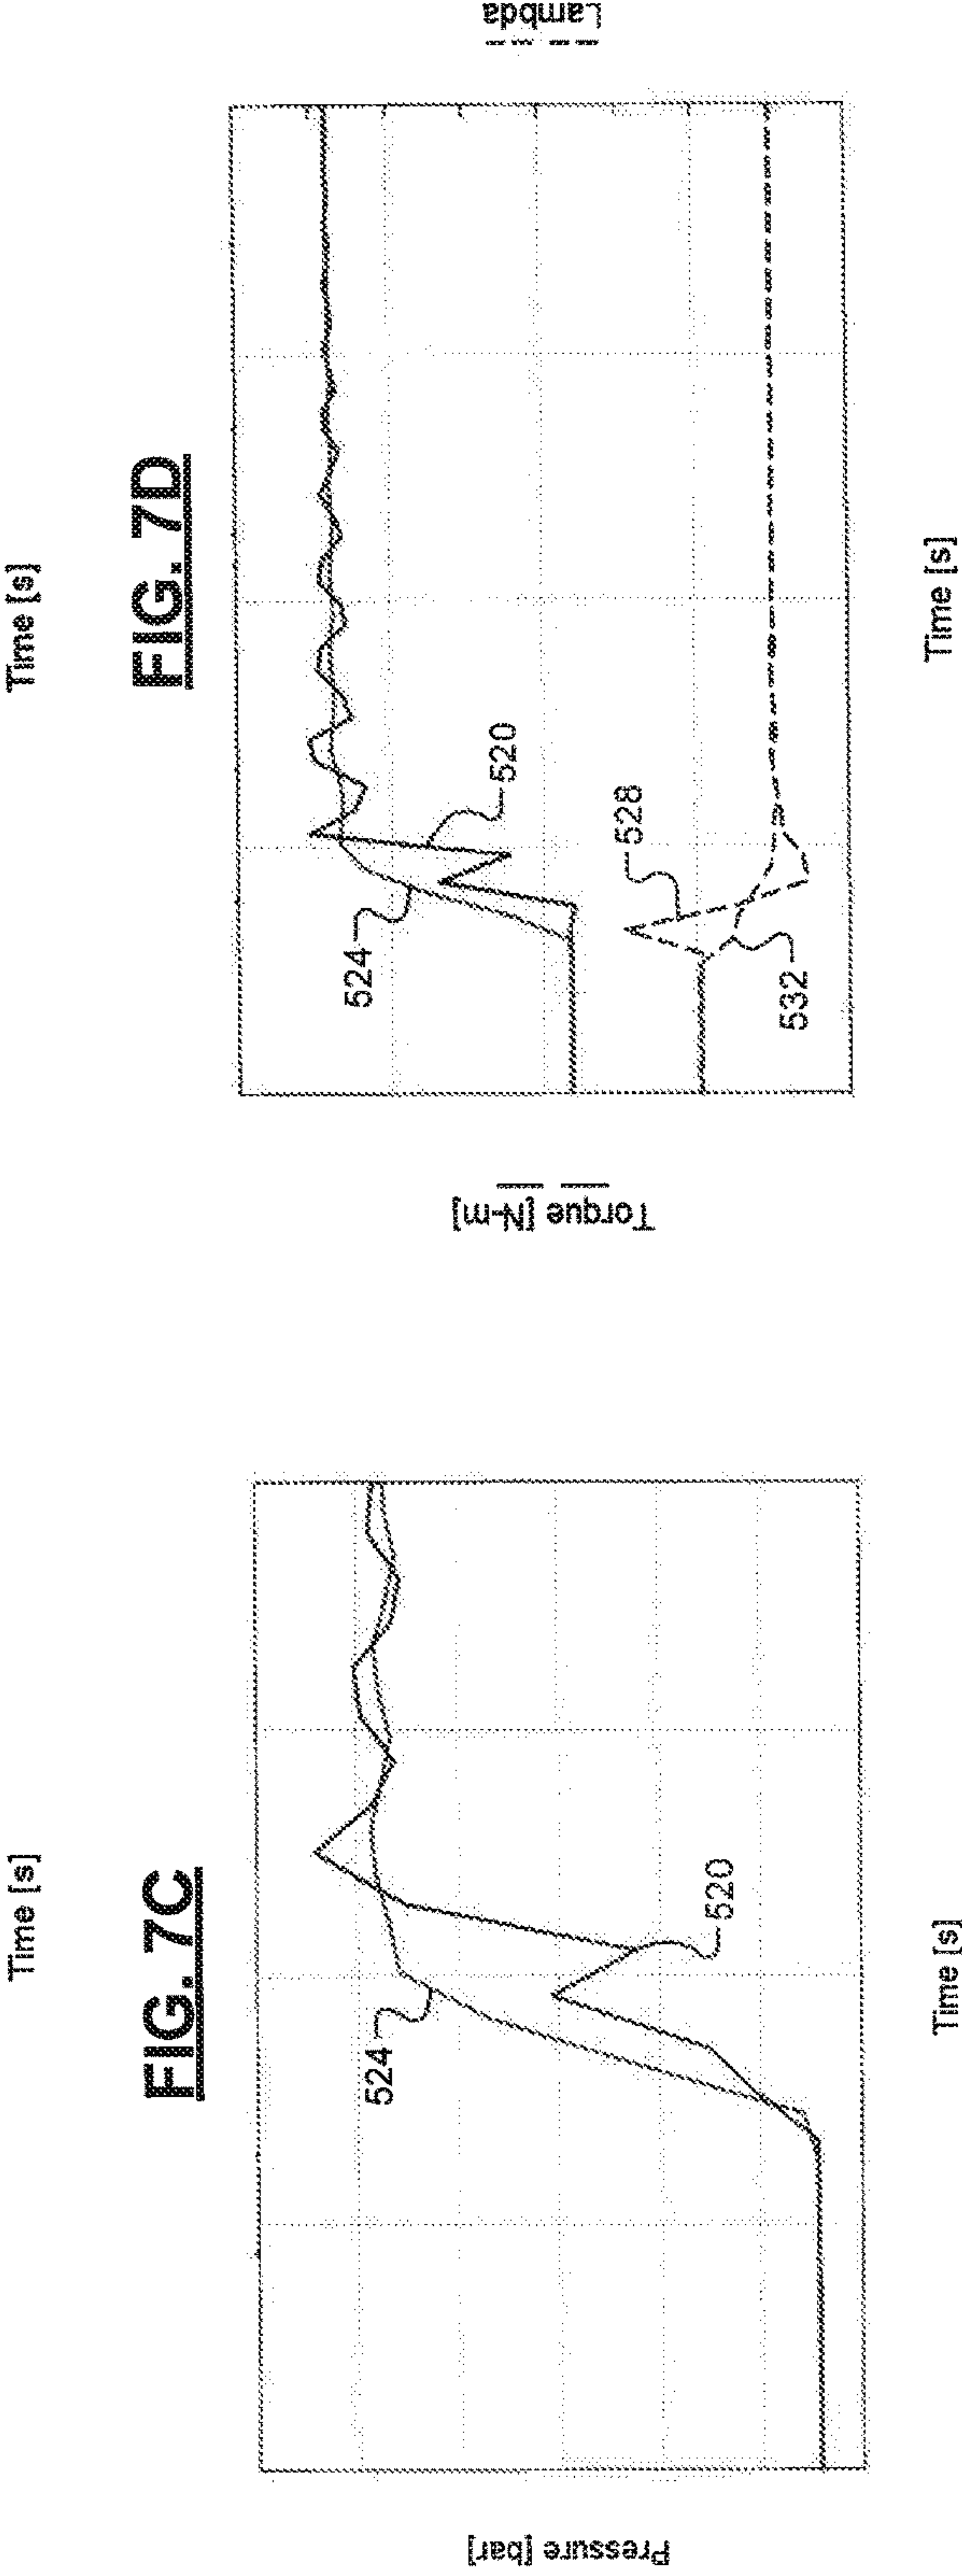 Time [s]
Time [s]
FIG. 7C
524
520
Pressure [bar]
Time [s]
FIG. 7D
524
520
528
532
Torque [N-m]
Lambda
Time [s]